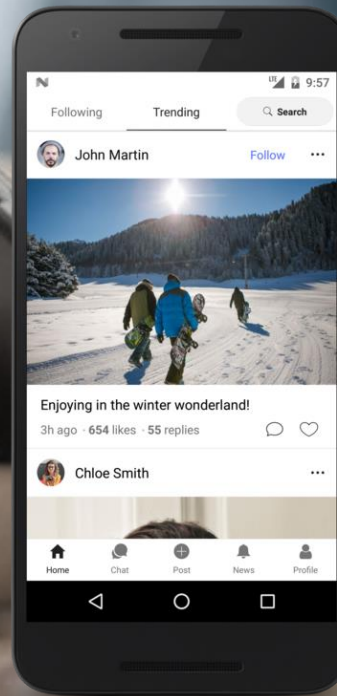 LTE 9:57
Following Trending Search
John Martin Follow
Enjoying in the winter wonderland!
3h ago · 654 likes · 55 replies
Chloe Smith
Home Chat Post News Profile